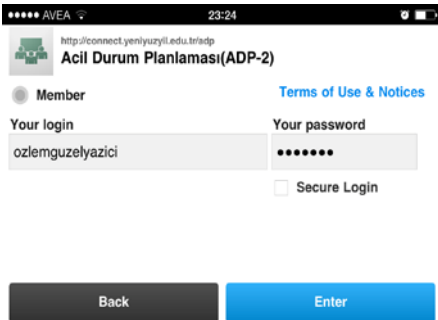 AVEA 23:24
http://connect.yeniyuzyil.edu.tr/adp
Acil Durum Planlaması(ADP-2)
Member
Terms of Use & Notices
Your login
Your password
ozlemguzelyazici
•••••••
Secure Login
Back
Enter